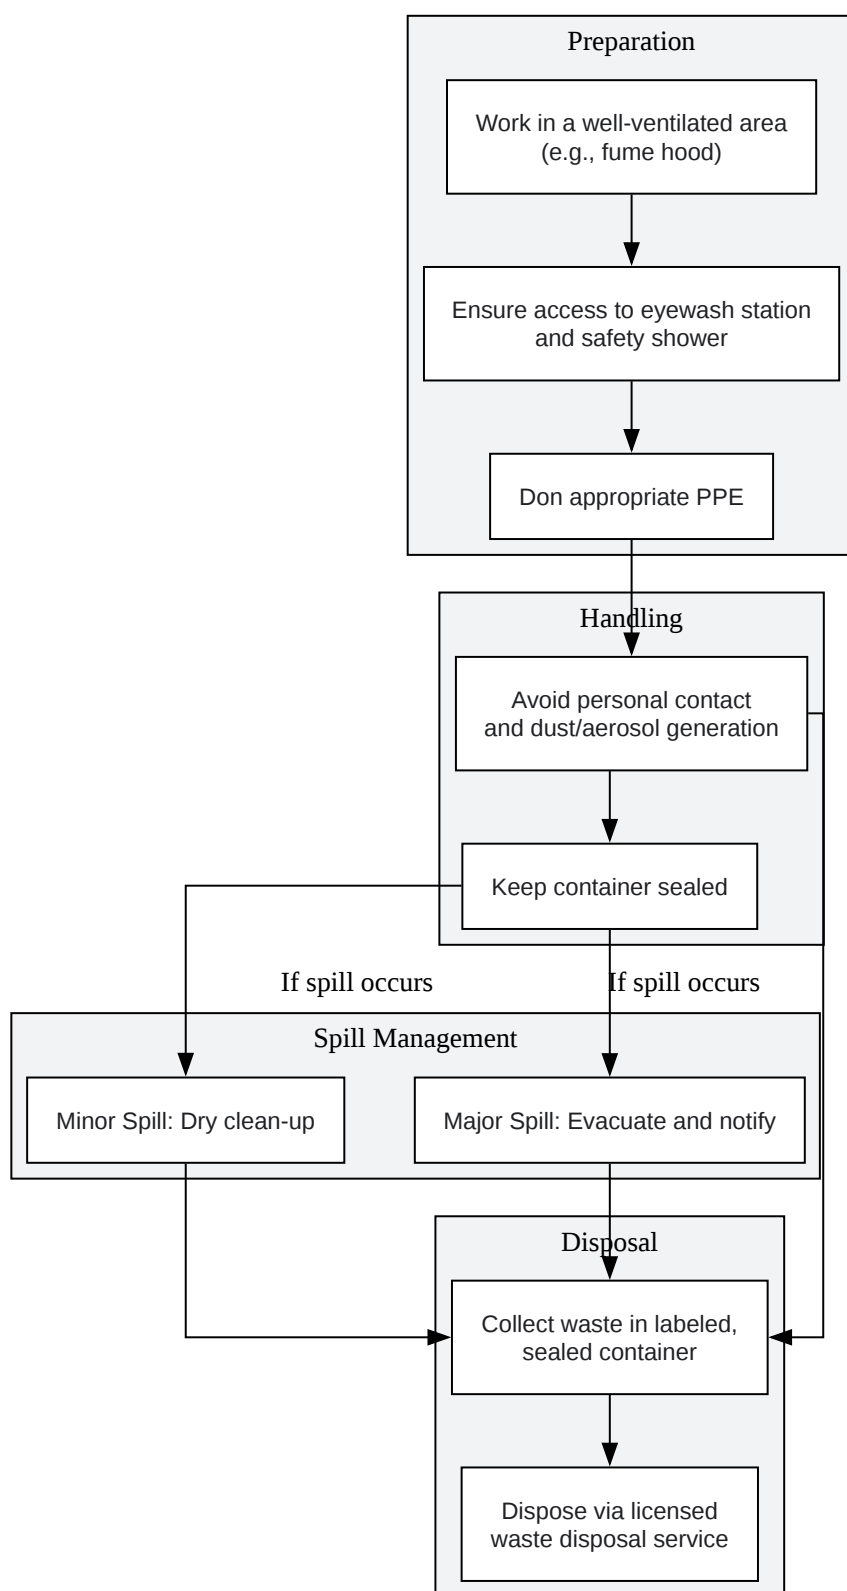 Preparation
Work in a well-ventilated area
(e.g., fume hood)
Ensure access to eyewash station
and safety shower
Don appropriate PPE
Handling
Avoid personal contact
and dust/aerosol generation
Keep container sealed
If spill occurs
If spill occurs
Spill Management
Minor Spill: Dry clean-up
Major Spill: Evacuate and notify
Disposal
Collect waste in labeled,
sealed container
Dispose via licensed
waste disposal service